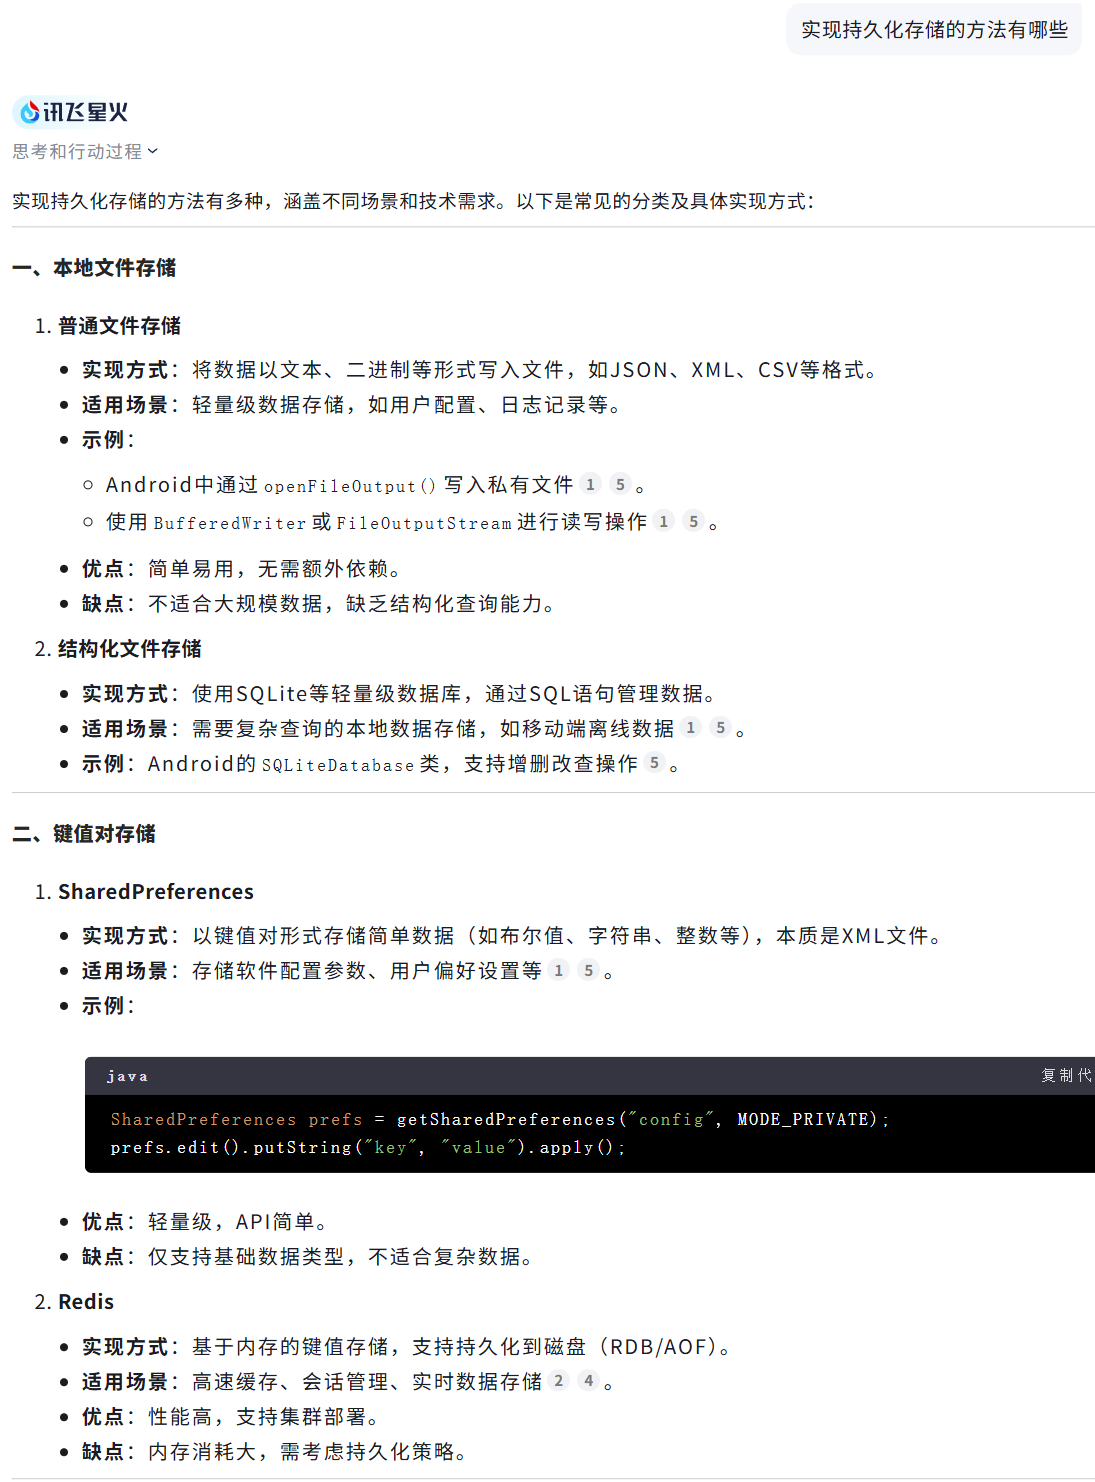 实现持久化存储的方法有哪些
讯飞星火
思考和行动过程
实现持久化存储的方法有多种，涵盖不同场景和技术需求。以下是常见的分类及具体实现方式：
一、本地文件存储
1. 普通文件存储
• 实现方式：将数据以文本、二进制等形式写入文件，如JSON、XML、CSV等格式。
• 适用场景：轻量级数据存储，如用户配置、日志记录等。
• 示例：
○ Android中通过 openFileOutput() 写入私有文件 1 5 。
○ 使用 BufferedWriter 或 FileOutputStream 进行读写操作 1 5 。
• 优点：简单易用，无需额外依赖。
• 缺点：不适合大规模数据，缺乏结构化查询能力。
2. 结构化文件存储
• 实现方式：使用SQLite等轻量级数据库，通过SQL语句管理数据。
• 适用场景：需要复杂查询的本地数据存储，如移动端离线数据 1 5 。
• 示例：Android的 SQLiteDatabase 类，支持增删改查操作 5 。
二、键值对存储
1. SharedPreferences
• 实现方式：以键值对形式存储简单数据（如布尔值、字符串、整数等），本质是XML文件。
• 适用场景：存储软件配置参数、用户偏好设置等 1 5 。
• 示例：
java 复制代
SharedPreferences prefs = getSharedPreferences("config", MODE_PRIVATE);
prefs.edit().putString("key", "value").apply();
• 优点：轻量级，API简单。
• 缺点：仅支持基础数据类型，不适合复杂数据。
2. Redis
• 实现方式：基于内存的键值存储，支持持久化到磁盘（RDB/AOF）。
• 适用场景：高速缓存、会话管理、实时数据存储 2 4 。
• 优点：性能高，支持集群部署。
• 缺点：内存消耗大，需考虑持久化策略。